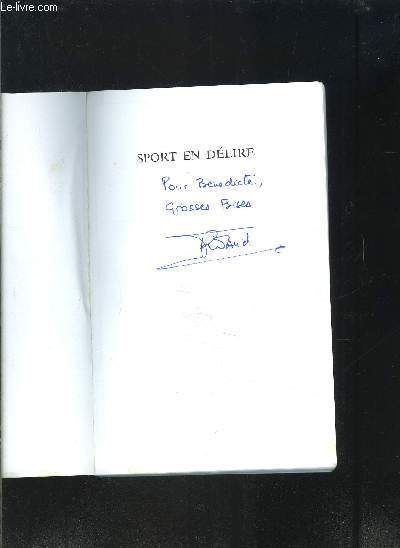 Le-livre.com
SPORT EN DÉLIRE
Pour Benedicte,
Grosses Bises